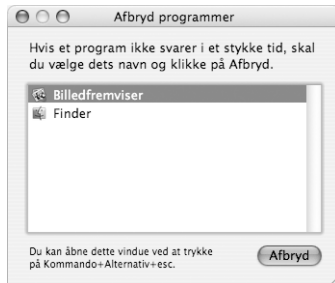 Afbryd programmer
Hvis et program ikke svarer i et stykke tid, skal
du vælge dets navn og klikke på Afbryd.
Billedfremviser
Finder
Du kan åbne dette vindue ved at trykke
på Kommando+Alternativ+esc.
Afbryd